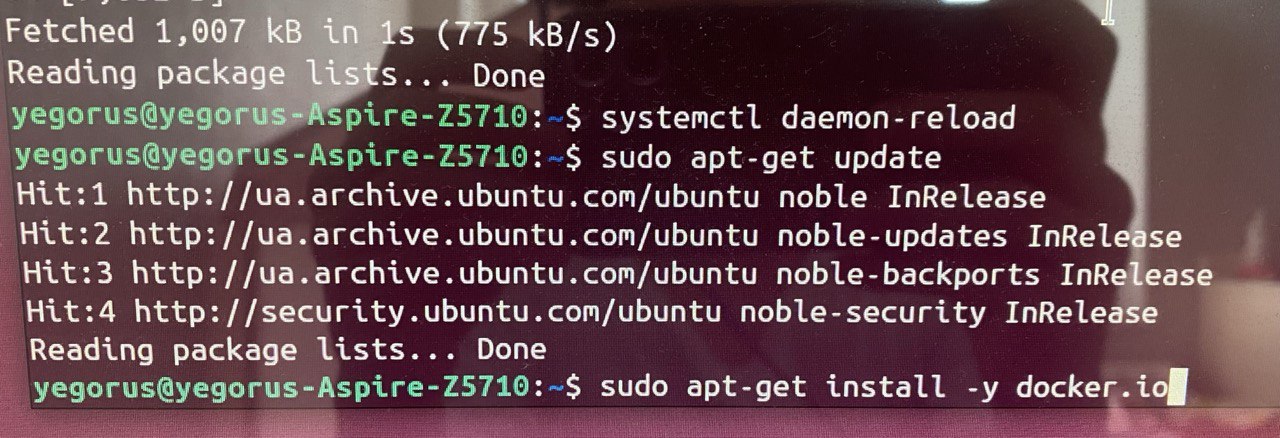 Fetched 1,007 kB in 1s (775 kB/s)
Reading package lists... Done
yegorus@yegorus-Aspire-Z5710:~$ systemctl daemon-reload
yegorus@yegorus-Aspire-Z5710:~$ sudo apt-get update
Hit:1 http://ua.archive.ubuntu.com/ubuntu noble InRelease
Hit:2 http://ua.archive.ubuntu.com/ubuntu noble-updates InRelease
Hit:3 http://ua.archive.ubuntu.com/ubuntu noble-backports InRelease
Hit:4 http://security.ubuntu.com/ubuntu noble-security InRelease
Reading package lists... Done
yegorus@yegorus-Aspire-Z5710:~$ sudo apt-get install -y docker.io